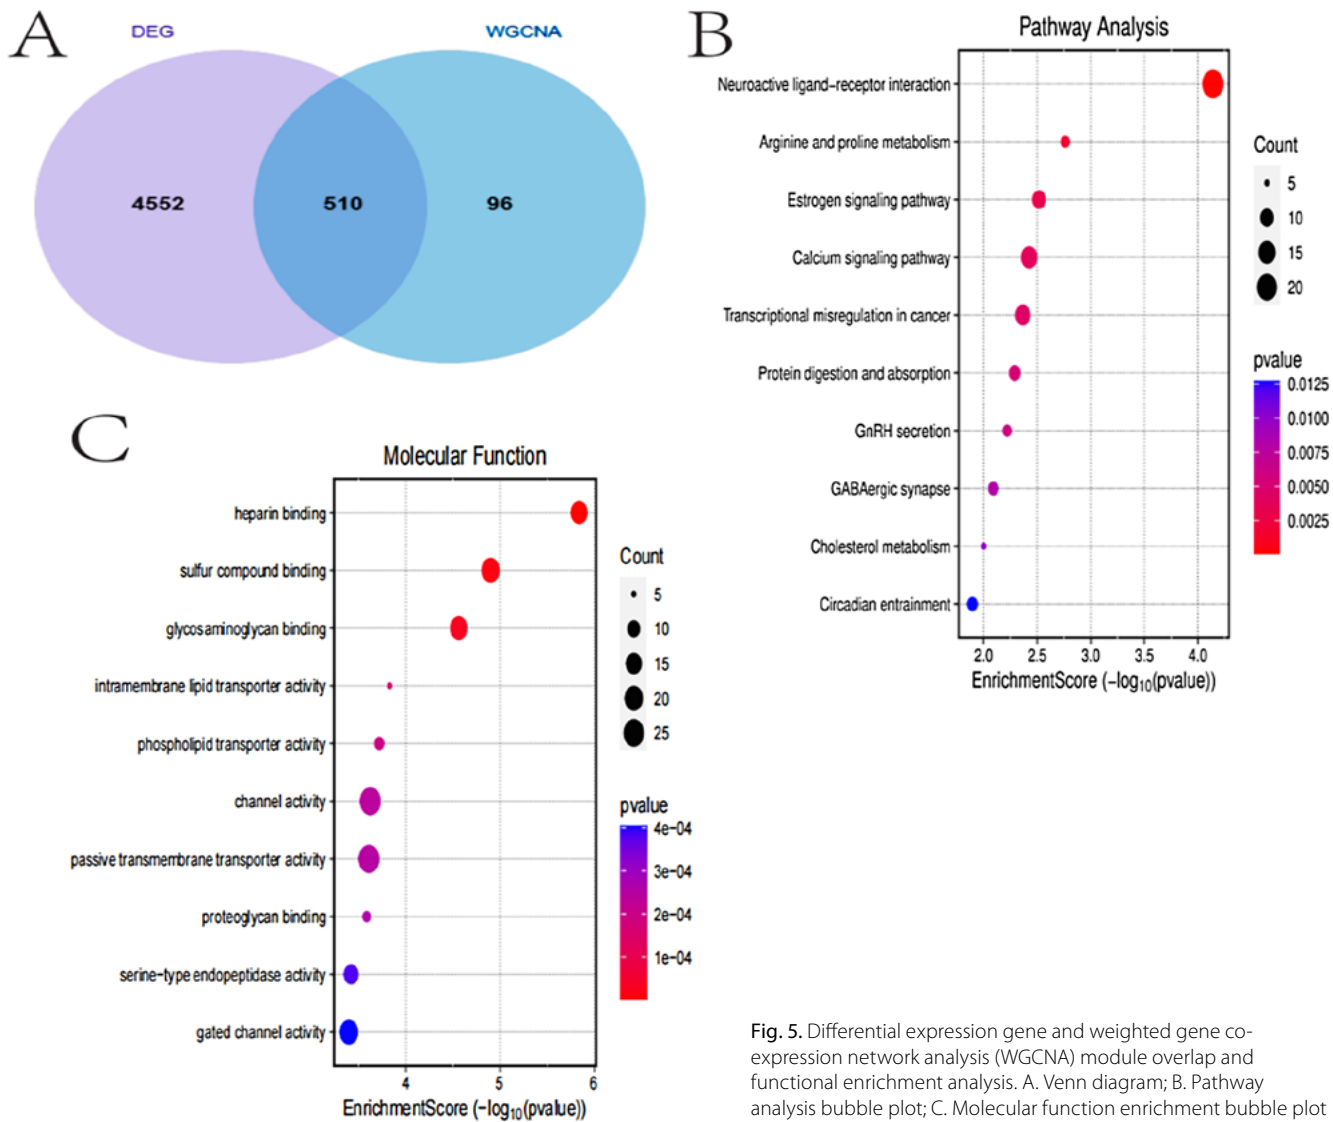 A
DEG
WGCNA
4552
510
96
B
Pathway Analysis
Neuroactive ligand−receptor interaction
Arginine and proline metabolism
Estrogen signaling pathway
Calcium signaling pathway
Transcriptional misregulation in cancer
Protein digestion and absorption
GnRH secretion
GABAergic synapse
Cholesterol metabolism
Circadian entrainment
2.0 2.5 3.0 3.5 4.0
EnrichmentScore (−log10(pvalue))
Count
5
10
15
20
pvalue
0.0125
0.0100
0.0075
0.0050
0.0025
C
Molecular Function
heparin binding
sulfur compound binding
glycosaminoglycan binding
intramembrane lipid transporter activity
phospholipid transporter activity
channel activity
passive transmembrane transporter activity
proteoglycan binding
serine−type endopeptidase activity
gated channel activity
4 5 6
EnrichmentScore (−log10(pvalue))
Count
5
10
15
20
25
pvalue
4e−04
3e−04
2e−04
1e−04
Fig. 5. Differential expression gene and weighted gene co-
expression network analysis (WGCNA) module overlap and
functional enrichment analysis. A. Venn diagram; B. Pathway
analysis bubble plot; C. Molecular function enrichment bubble plot